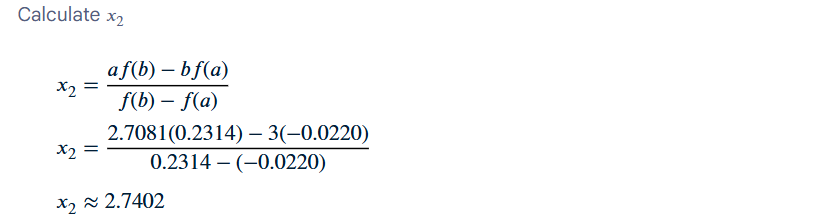 Calculate x₂
x₂ = (af(b) − bf(a)) / (f(b) − f(a))
x₂ = (2.7081(0.2314) − 3(−0.0220)) / (0.2314 − (−0.0220))
x₂ ≈ 2.7402